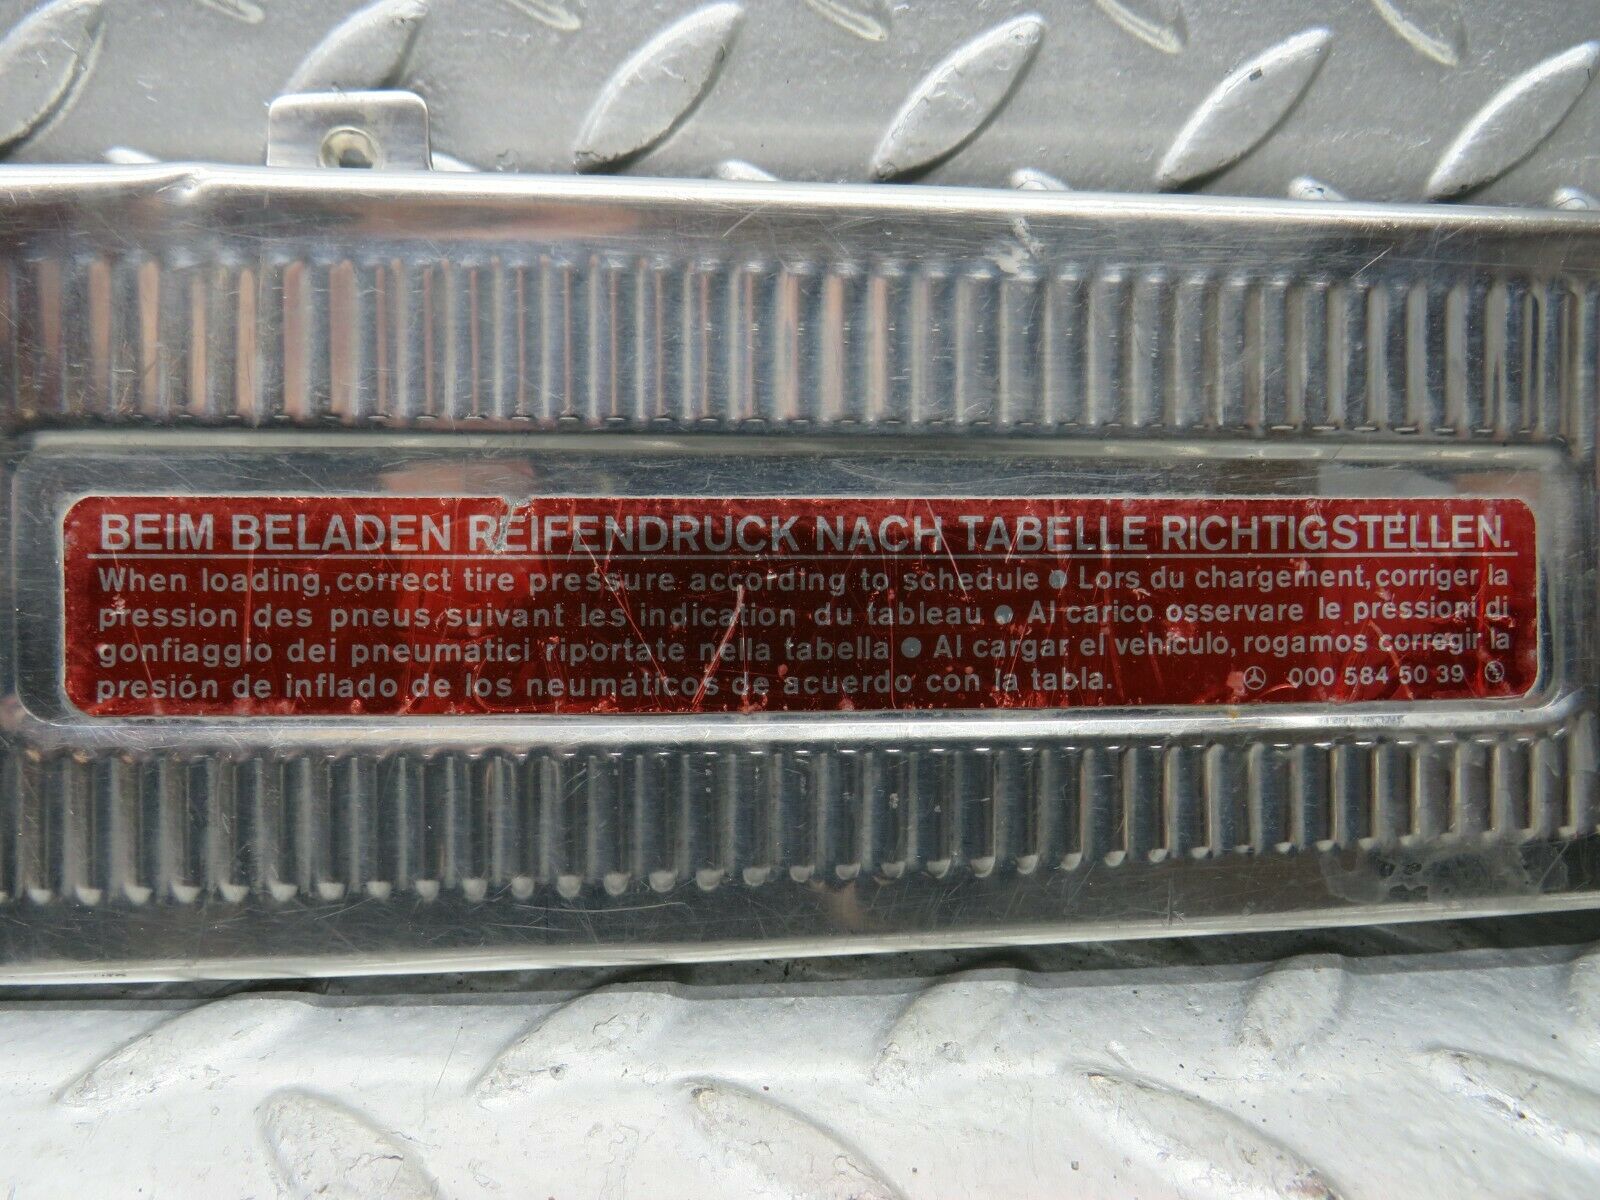 BEIM BELADEN REIFENDRUCK NACH TABELLE RICHTIGSTELLEN.
When loading, correct tire pressure according to schedule ● Lors du chargement, corriger la
pression des pneus suivant les indication du tableau ● Al carico osservare le pressioni di
gonfiaggio dei pneumatici riportate nella tabella ● Al cargar el vehículo, rogamos corregir la
presión de inflado de los neumáticos de acuerdo con la tabla. 000 584 50 39